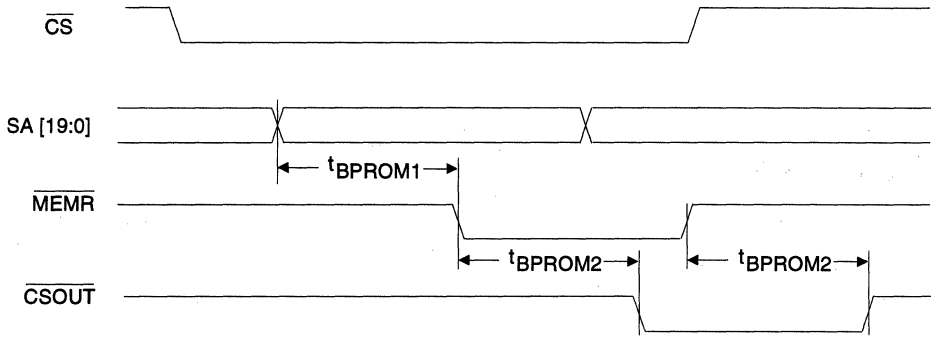 CS
SA [19:0]
tBPROM1
MEMR
tBPROM2 tBPROM2
CSOUT